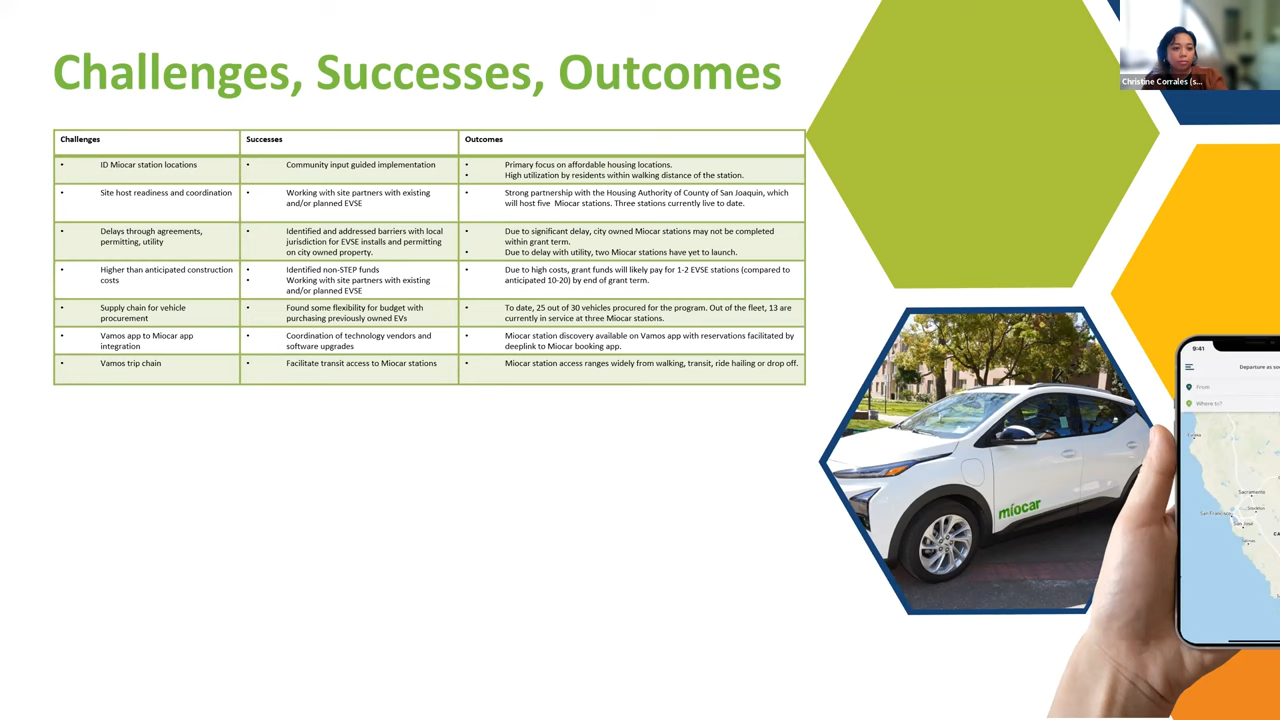 Challenges, Successes, Outcomes
Christine Corrales (s...
Challenges
Successes
Outcomes
• ID Miocar station locations
• Community input guided implementation
• Primary focus on affordable housing locations.
• High utilization by residents within walking distance of the station.
• Site host readiness and coordination
• Working with site partners with existing
and/or planned EVSE
• Strong partnership with the Housing Authority of County of San Joaquin, which
will host five Miocar stations. Three stations currently live to date.
• Delays through agreements,
permitting, utility
• Identified and addressed barriers with local
jurisdiction for EVSE installs and permitting
on city owned property.
• Due to significant delay, city owned Miocar stations may not be completed
within grant term.
• Due to delay with utility, two Miocar stations have yet to launch.
• Higher than anticipated construction
costs
• Identified non-STEP funds
• Working with site partners with existing
and/or planned EVSE
• Due to high costs, grant funds will likely pay for 1-2 EVSE stations (compared to
anticipated 10-20) by end of grant term.
• Supply chain for vehicle
procurement
• Found some flexibility for budget with
purchasing previously owned EVs
• To date, 25 out of 30 vehicles procured for the program. Out of the fleet, 13 are
currently in service at three Miocar stations.
• Vamos app to Miocar app
integration
• Coordination of technology vendors and
software upgrades
• Miocar station discovery available on Vamos app with reservations facilitated by
deeplink to Miocar booking app.
• Vamos trip chain
• Facilitate transit access to Miocar stations
• Miocar station access ranges widely from walking, transit, ride hailing or drop off.
míocar
9:41
Departure as soo
From
Where to?
Eureka
Sacramento
San Francisco
Stockton
San José
Salinas